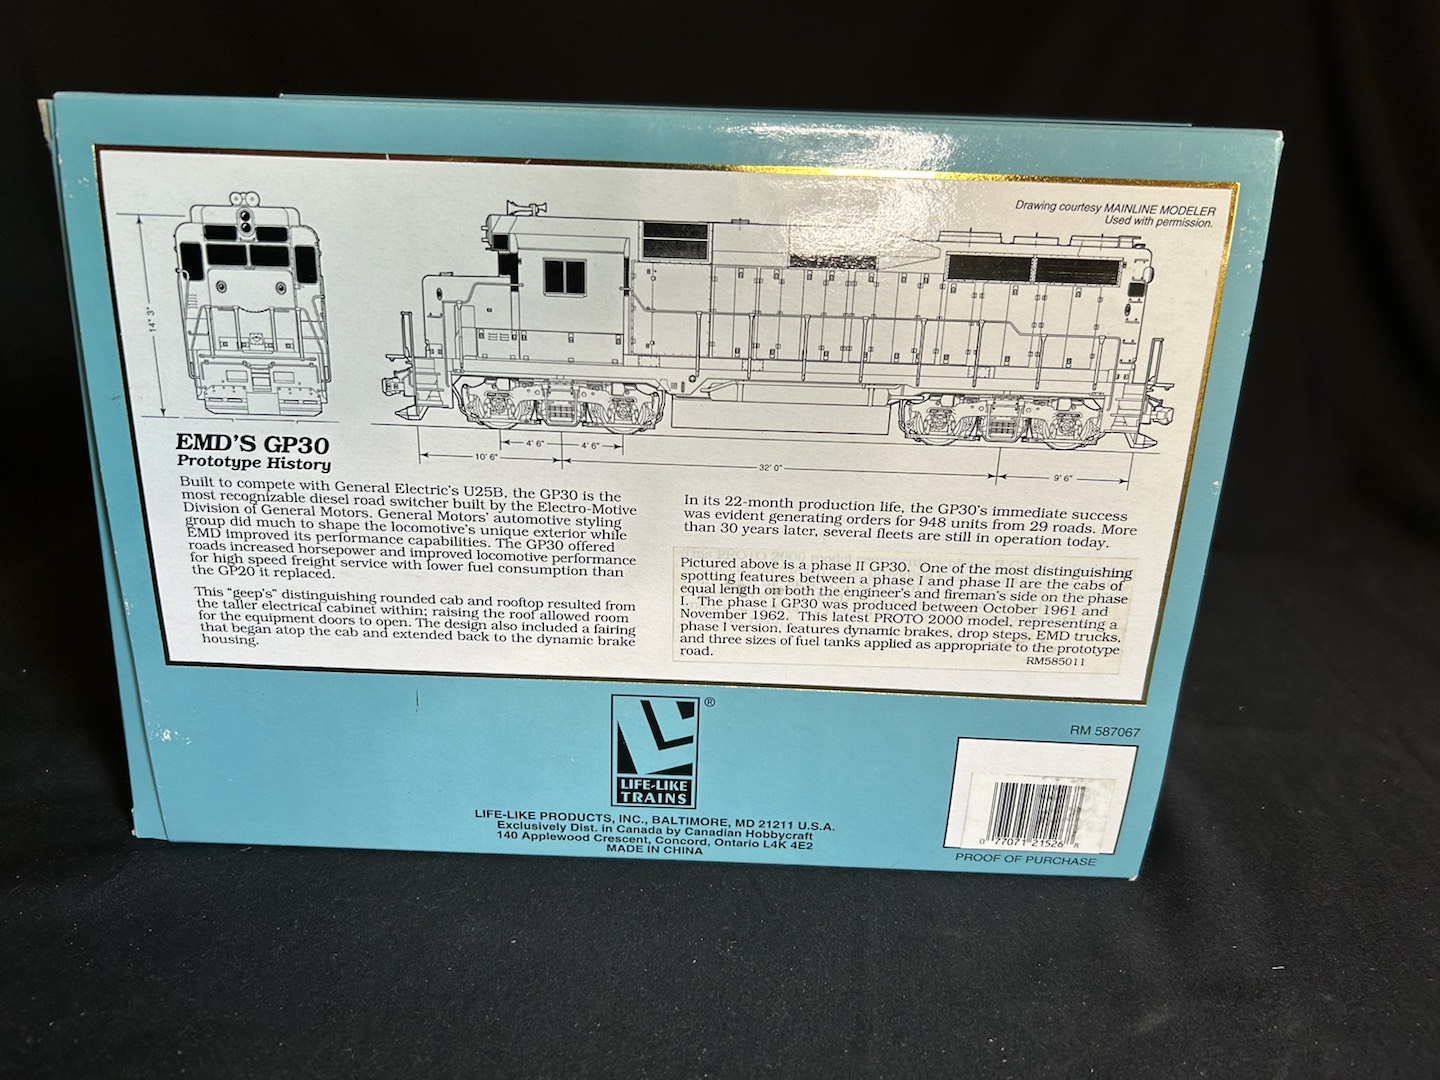 Drawing courtesy MAINLINE MODELER
Used with permission.
14' 3"
4' 6"
4' 6"
10' 6"
32' 0"
9' 6"
EMD'S GP30
Prototype History
Built to compete with General Electric's U25B, the GP30 is the
most recognizable diesel road switcher built by the Electro-Motive
Division of General Motors. General Motors' automotive styling
group did much to shape the locomotive's unique exterior while
EMD improved its performance capabilities. The GP30 offered
roads increased horsepower and improved locomotive performance
for high speed freight service with lower fuel consumption than
the GP20 it replaced.
This "geep's" distinguishing rounded cab and rooftop resulted from
the taller electrical cabinet within; raising the roof allowed room
for the equipment doors to open. The design also included a fairing
that began atop the cab and extended back to the dynamic brake
housing.
In its 22-month production life, the GP30's immediate success
was evident generating orders for 948 units from 29 roads. More
than 30 years later, several fleets are still in operation today.
Pictured above is a phase II GP30. One of the most distinguishing
spotting features between a phase I and phase II are the cabs of
equal length on both the engineer's and fireman's side on the phase
I. The phase I GP30 was produced between October 1961 and
November 1962. This latest PROTO 2000 model, representing a
phase I version, features dynamic brakes, drop steps, EMD trucks,
and three sizes of fuel tanks applied as appropriate to the prototype
road.
RM585011
®
LIFE-LIKE
TRAINS
LIFE-LIKE PRODUCTS, INC., BALTIMORE, MD 21211 U.S.A.
Exclusively Dist. in Canada by Canadian Hobbycraft
140 Applewood Crescent, Concord, Ontario L4K 4E2
MADE IN CHINA
RM 587067
0 77071 21526 8
PROOF OF PURCHASE